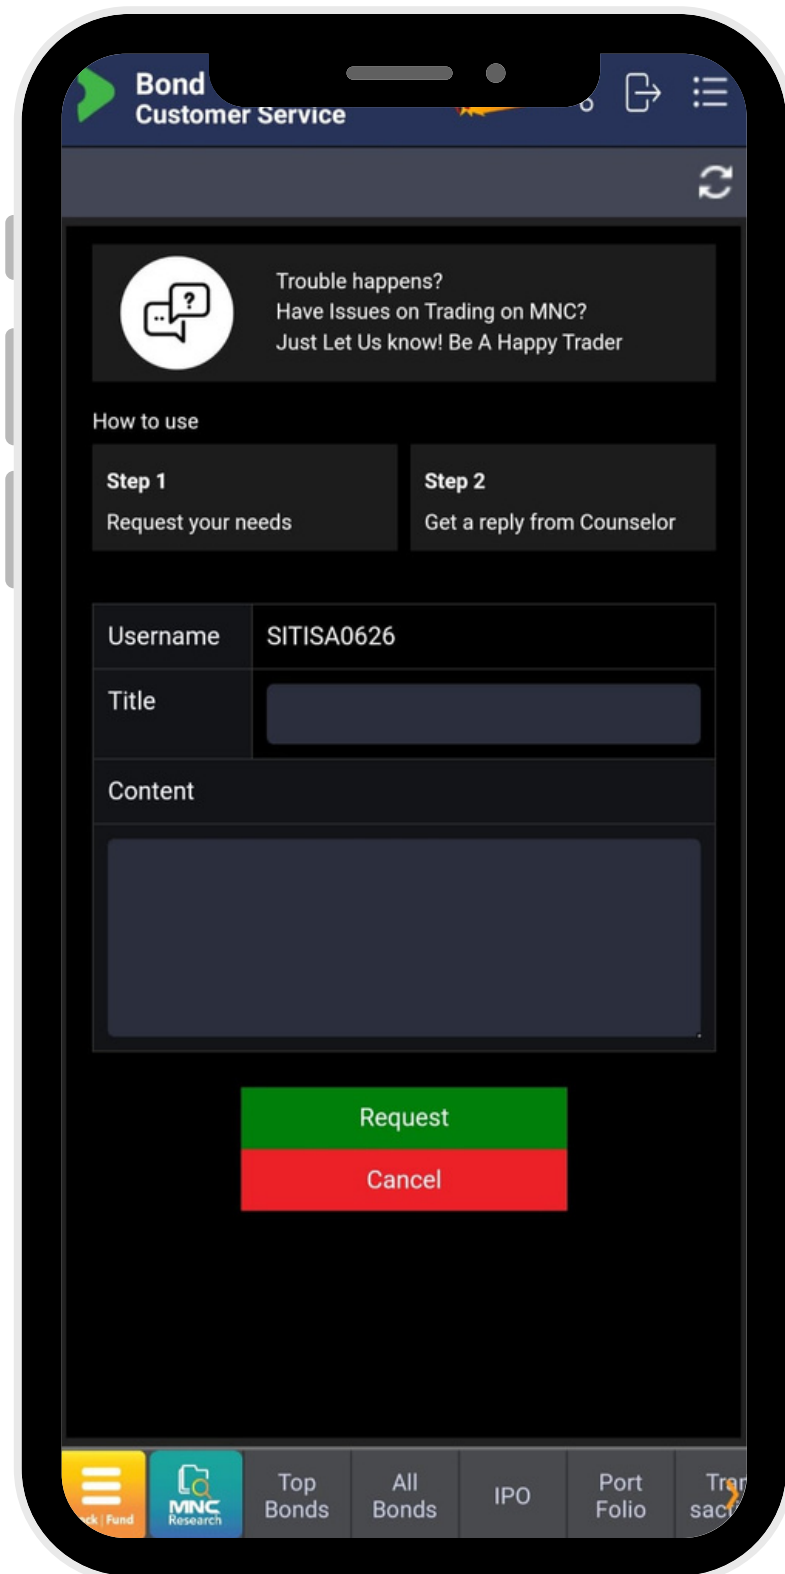 Bond
Customer Service
Trouble happens?
Have Issues on Trading on MNC?
Just Let Us know! Be A Happy Trader
How to use
Step 1
Request your needs
Step 2
Get a reply from Counselor
Username
SITISA0626
Title
Content
Request
Cancel
Fund
MNC
Research
Top
Bonds
All
Bonds
IPO
Port
Folio